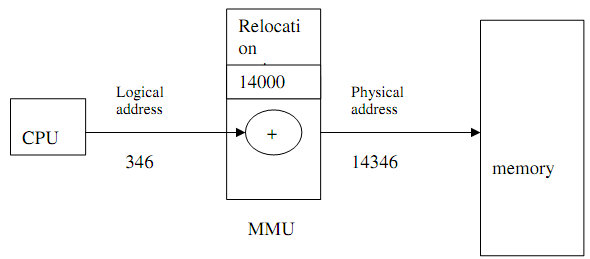 Relocati
on
14000
Logical
address
Physical
address
CPU
+
346
14346
memory
MMU